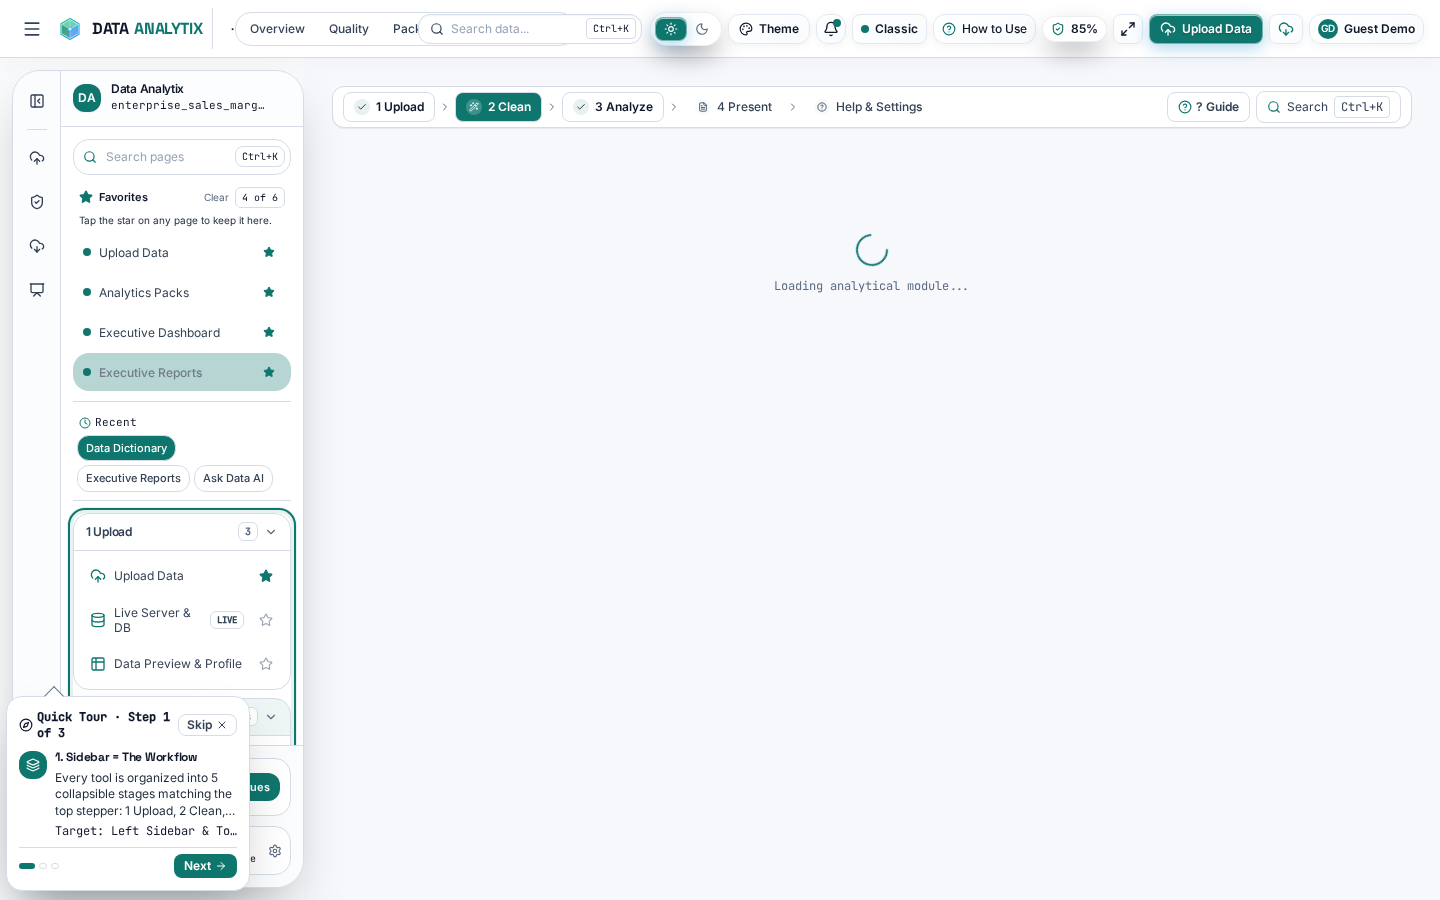 DATA ANALYTIX
Overview
Quality
Search data...
Ctrl+K
Theme
Classic
How to Use
85%
Upload Data
GD
Guest Demo
DA
Data Analytix
enterprise_sales_marg…
1 Upload
2 Clean
3 Analyze
4 Present
Help & Settings
? Guide
Search
Ctrl+K
Search pages
Ctrl+K
Favorites
Clear
4 of 6
Tap the star on any page to keep it here.
Upload Data
Analytics Packs
Executive Dashboard
Executive Reports
Loading analytical module...
Recent
Data Dictionary
Executive Reports
Ask Data AI
1 Upload
3
Upload Data
Live Server &
DB
LIVE
Data Preview & Profile
Quick Tour · Step 1
of 3
Skip
1. Sidebar = The Workflow
Every tool is organized into 5
collapsible stages matching the
top stepper: 1 Upload, 2 Clean,...
Target: Left Sidebar & To…
Next